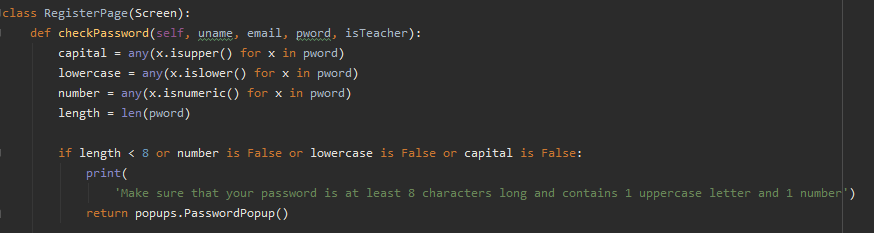 class RegisterPage(Screen):
def checkPassword(self, uname, email, pword, isTeacher):
capital = any(x.isupper() for x in pword)
lowercase = any(x.islower() for x in pword)
number = any(x.isnumeric() for x in pword)
length = len(pword)
if length < 8 or number is False or lowercase is False or capital is False:
print(
'Make sure that your password is at least 8 characters long and contains 1 uppercase letter and 1 number')
return popups.PasswordPopup()